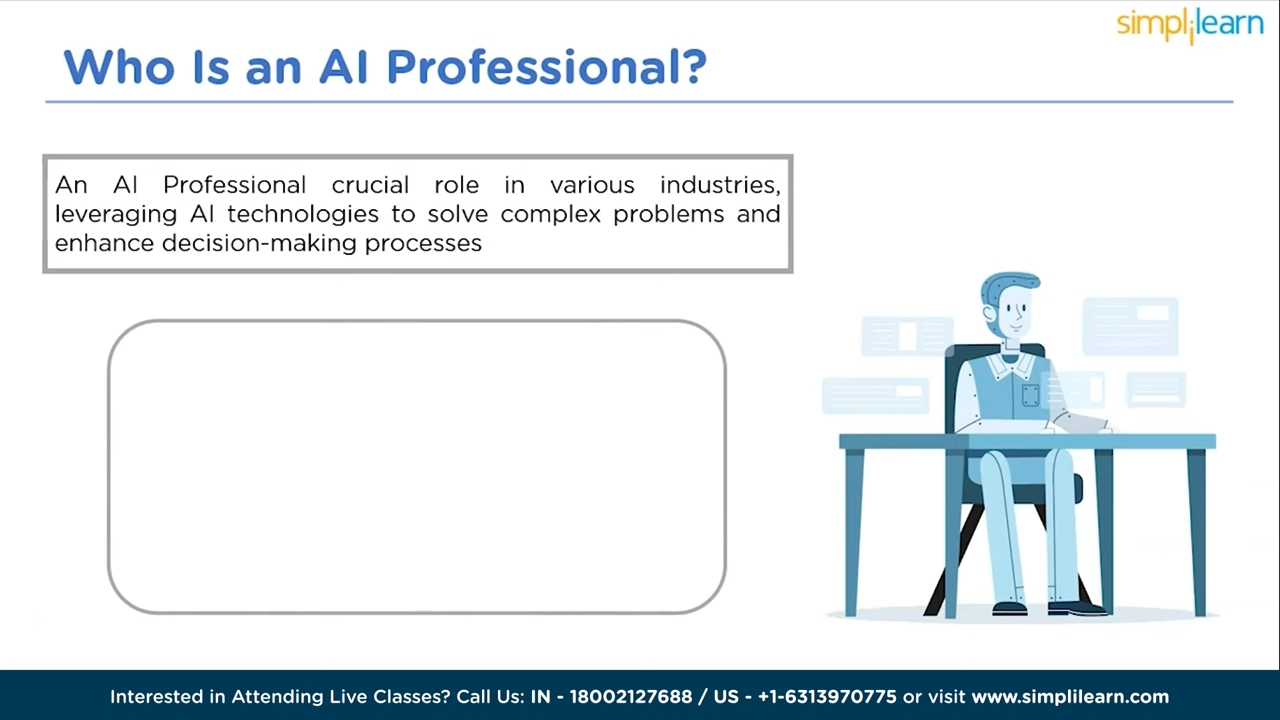 simplilearn
Who Is an AI Professional?
An AI Professional crucial role in various industries,
leveraging AI technologies to solve complex problems and
enhance decision-making processes
Interested in Attending Live Classes? Call Us: IN - 18002127688 / US - +1-6313970775 or visit www.simplilearn.com